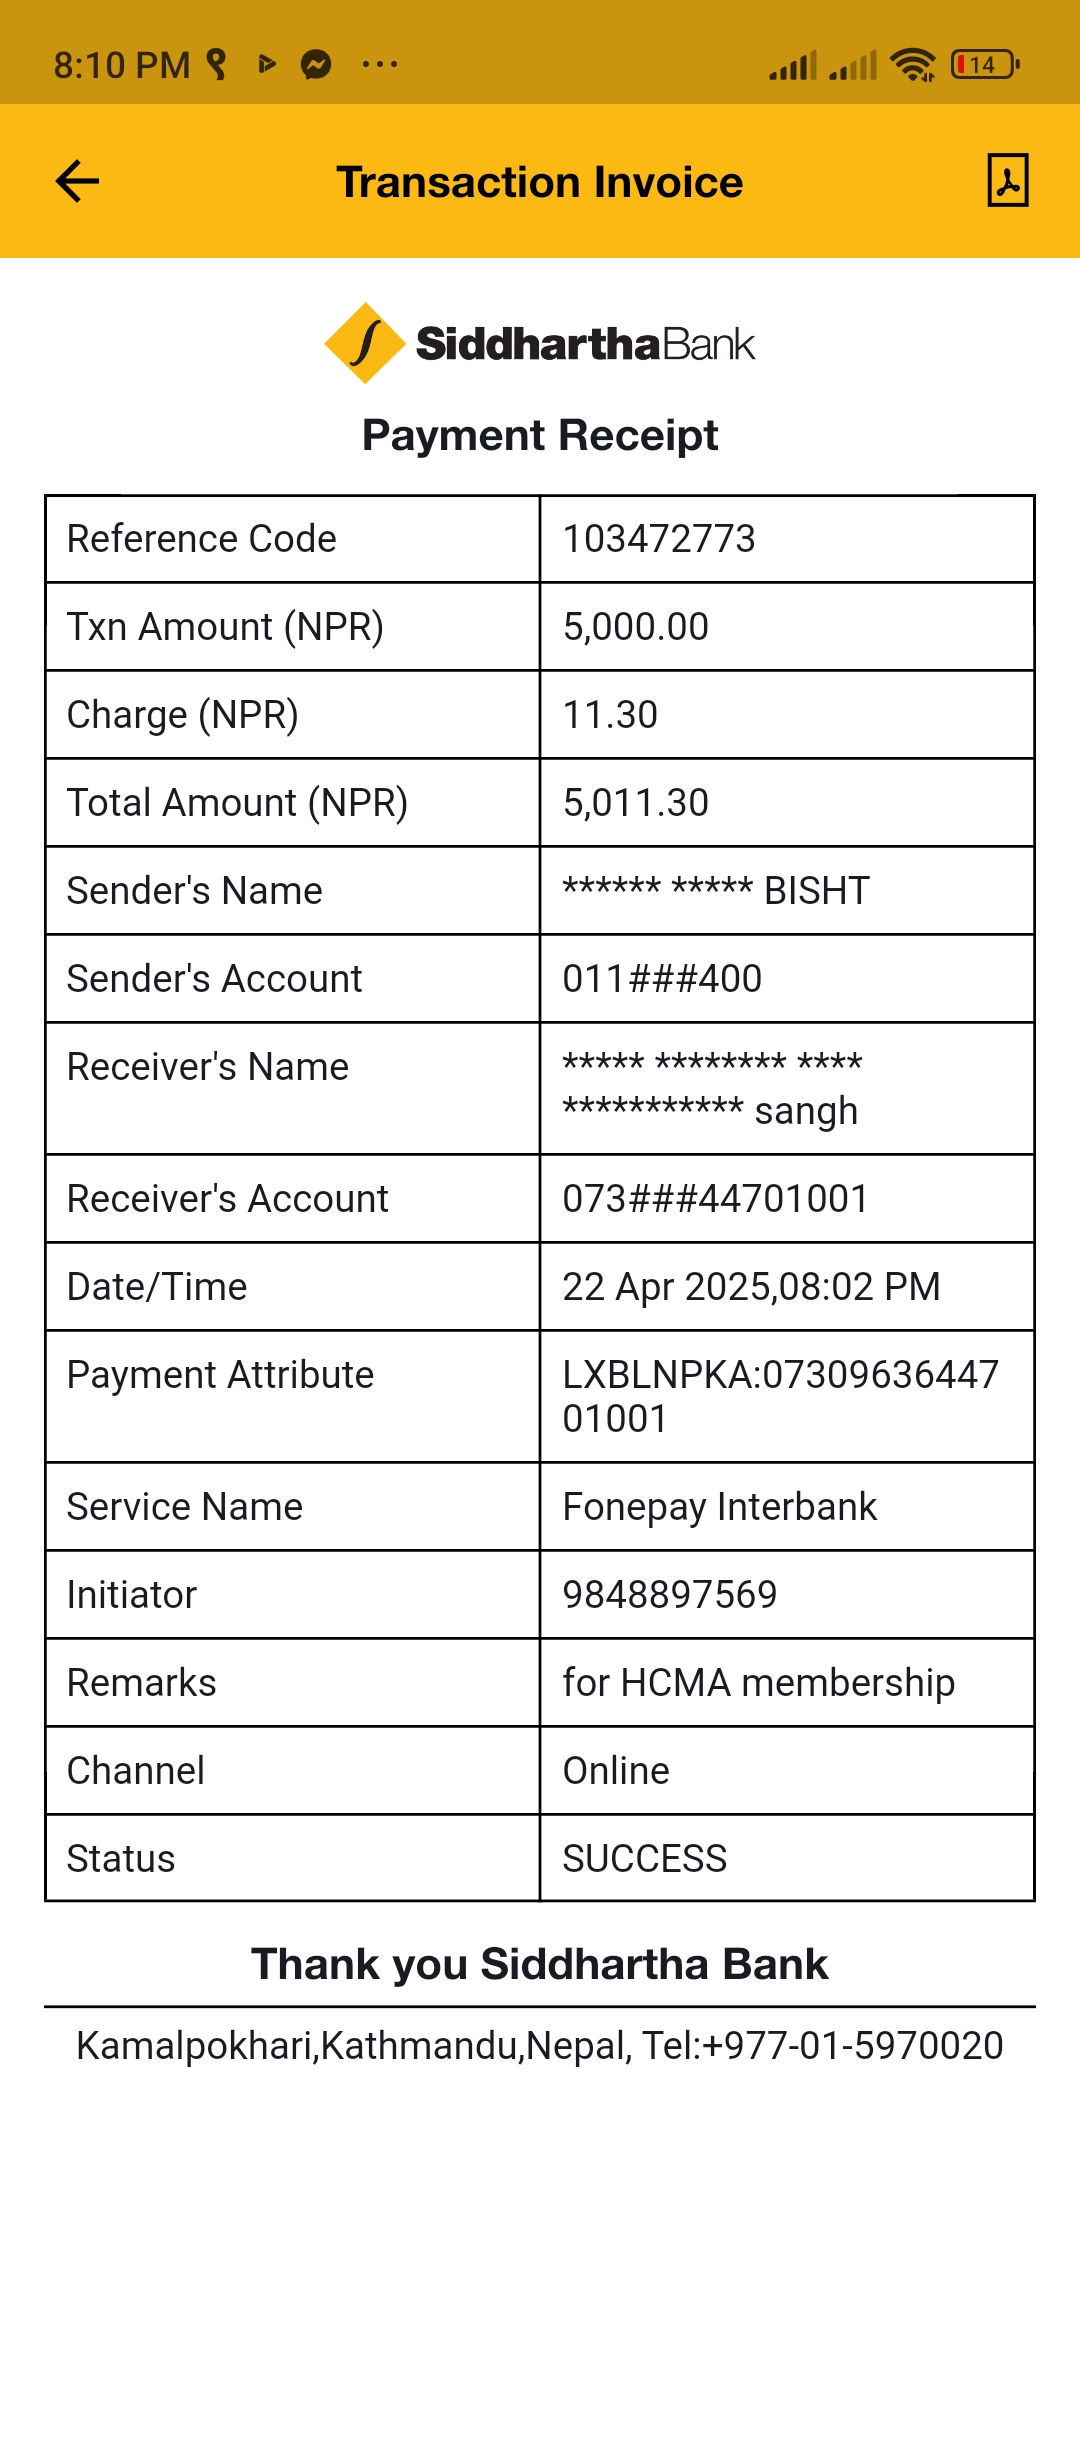 8:10 PM ...
14
Transaction Invoice
SiddharthaBank
Payment Receipt
Reference Code 103472773
Txn Amount (NPR) 5,000.00
Charge (NPR) 11.30
Total Amount (NPR) 5,011.30
Sender's Name ****** ***** BISHT
Sender's Account 011###400
Receiver's Name ***** ******** ****
*********** sangh
Receiver's Account 073###44701001
Date/Time 22 Apr 2025,08:02 PM
Payment Attribute LXBLNPKA:07309636447
01001
Service Name Fonepay Interbank
Initiator 9848897569
Remarks for HCMA membership
Channel Online
Status SUCCESS
Thank you Siddhartha Bank
Kamalpokhari,Kathmandu,Nepal, Tel:+977-01-5970020